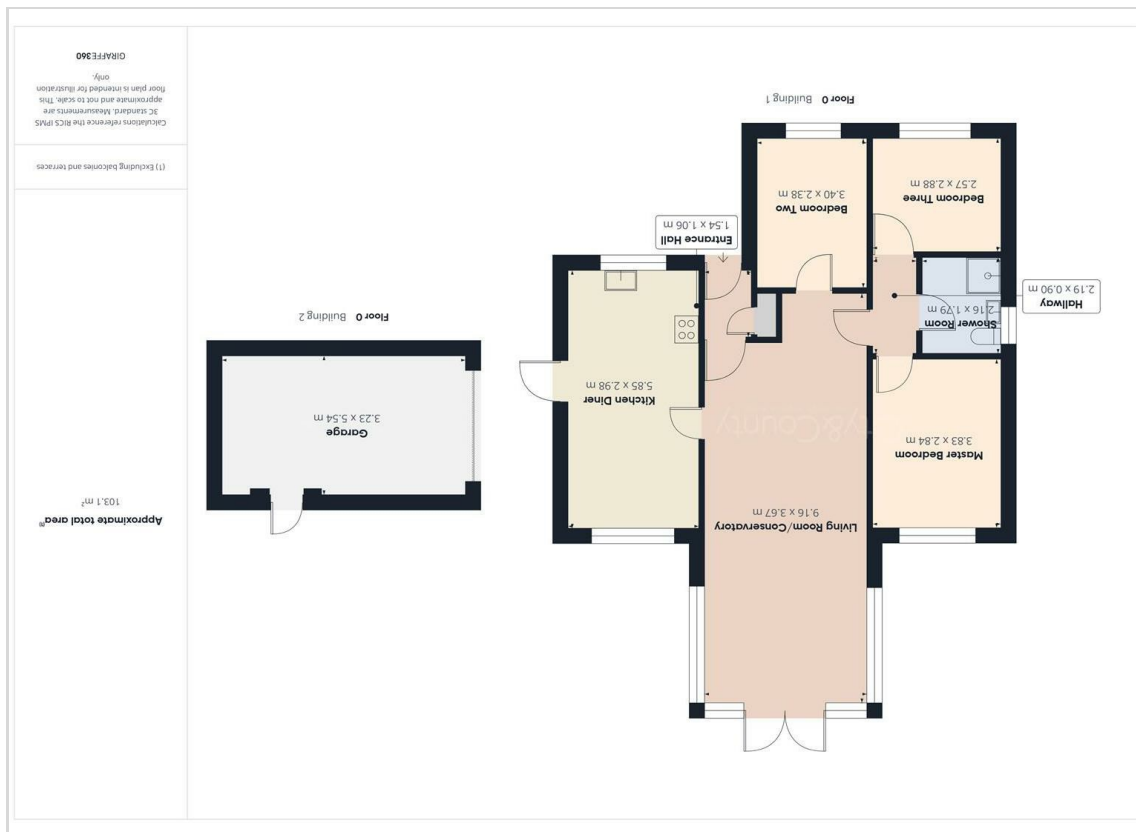 Floor 0 Building 1
Master Bedroom
3.83 x 2.84 m
Living Room/Conservatory
9.16 x 3.67 m
Kitchen Diner
5.85 x 2.98 m
Shower Room
2.16 x 1.79 m
Hallway
2.19 x 0.90 m
Bedroom Three
2.57 x 2.88 m
Bedroom Two
3.40 x 2.38 m
Entrance Hall
1.54 x 1.06 m
Floor 0 Building 2
Garage
3.23 x 5.54 m
Approximate total area⁽¹⁾
103.1 m²
(1) Excluding balconies and terraces
Calculations reference the RICS IPMS
3C standard. Measurements are
approximate and not to scale. This
floor plan is intended for illustration
only.
GIRAFFE360